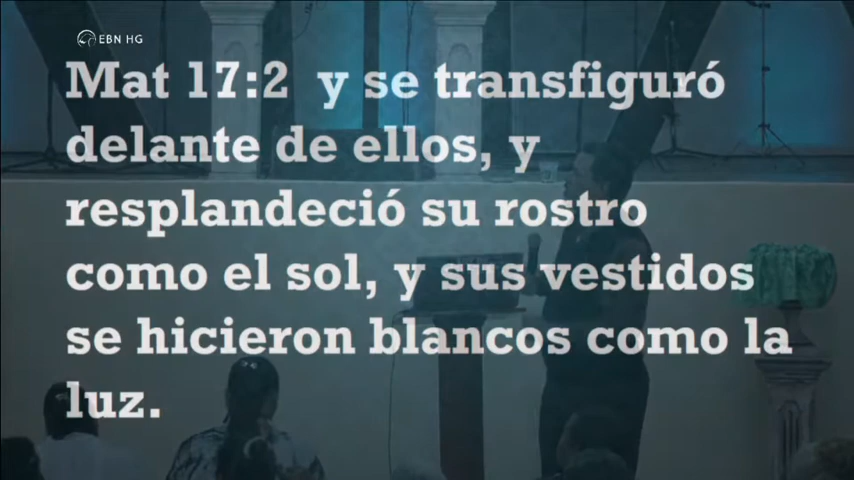 EBN HG
Mat 17:2 y se transfiguró
delante de ellos, y
resplandeció su rostro
como el sol, y sus vestidos
se hicieron blancos como la
luz.